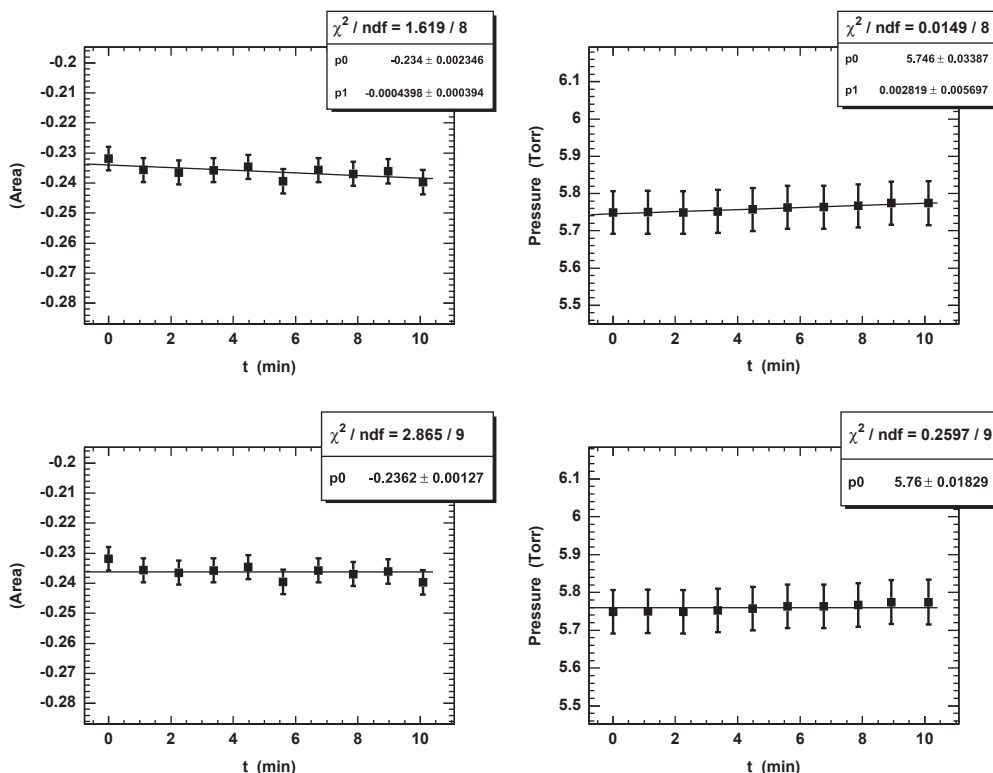 χ² / ndf = 1.619 / 8
p0 -0.234 ± 0.002346
p1 -0.0004398 ± 0.000394
-0.2
-0.21
-0.22
-0.23
-0.24
-0.25
-0.26
-0.27
-0.28
(Area)
0 2 4 6 8 10
t (min)
χ² / ndf = 0.0149 / 8
p0 5.746 ± 0.03387
p1 0.002819 ± 0.005697
6.1
6
5.9
5.8
5.7
5.6
5.5
Pressure (Torr)
0 2 4 6 8 10
t (min)
χ² / ndf = 2.865 / 9
p0 -0.2362 ± 0.00127
-0.2
-0.21
-0.22
-0.23
-0.24
-0.25
-0.26
-0.27
-0.28
(Area)
0 2 4 6 8 10
t (min)
χ² / ndf = 0.2597 / 9
p0 5.76 ± 0.01829
6.1
6
5.9
5.8
5.7
5.6
5.5
Pressure (Torr)
0 2 4 6 8 10
t (min)